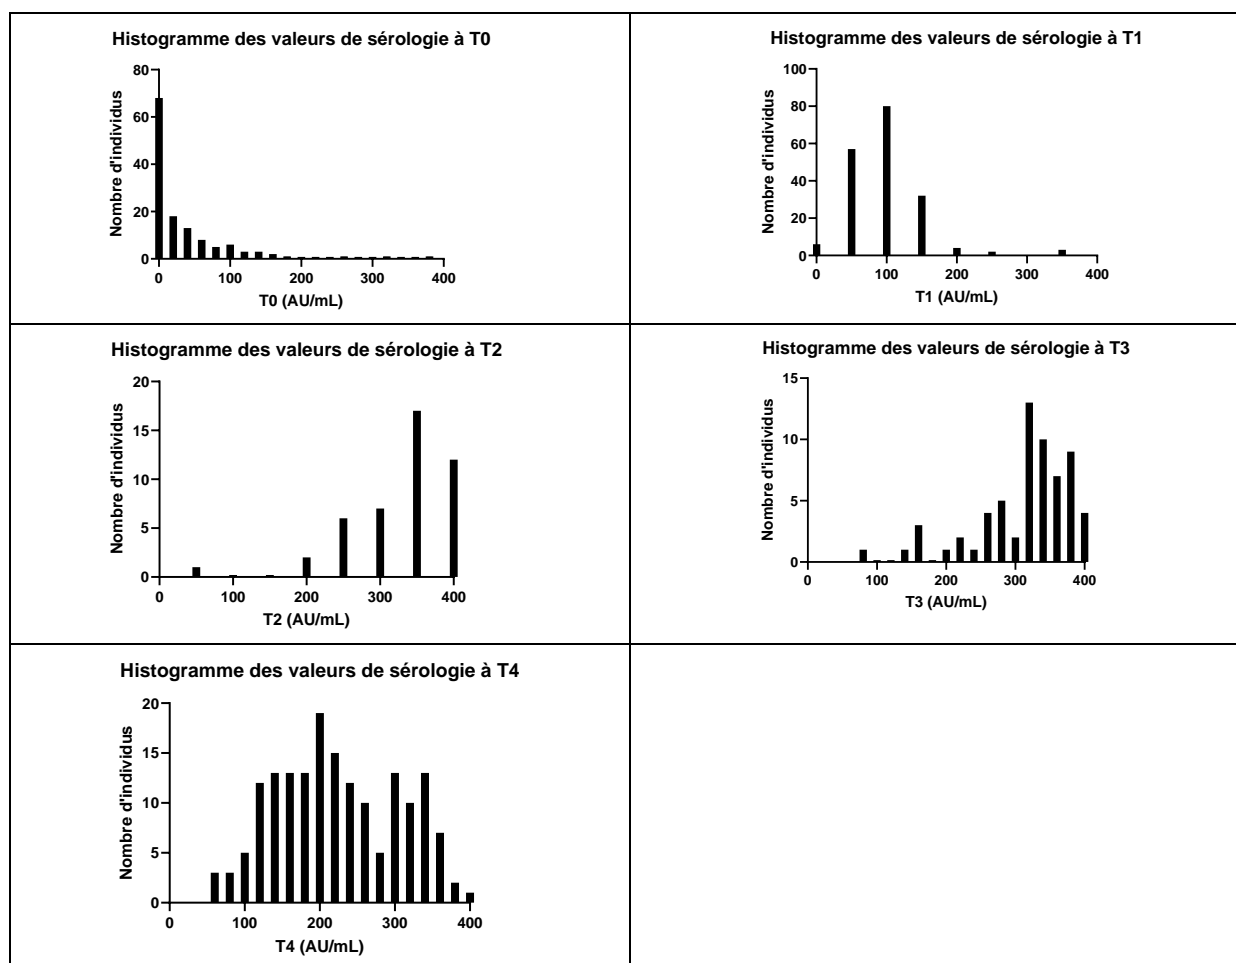 Histogramme des valeurs de sérologie à T0
80
60
40
20
0
Nombre d'individus
0 100 200 300 400
T0 (AU/mL)
Histogramme des valeurs de sérologie à T1
100
80
60
40
20
0
Nombre d'individus
0 100 200 300 400
T1 (AU/mL)
Histogramme des valeurs de sérologie à T2
20
15
10
5
0
Nombre d'individus
0 100 200 300 400
T2 (AU/mL)
Histogramme des valeurs de sérologie à T3
15
10
5
0
Nombre d'individus
0 100 200 300 400
T3 (AU/mL)
Histogramme des valeurs de sérologie à T4
20
15
10
5
0
Nombre d'individus
0 100 200 300 400
T4 (AU/mL)